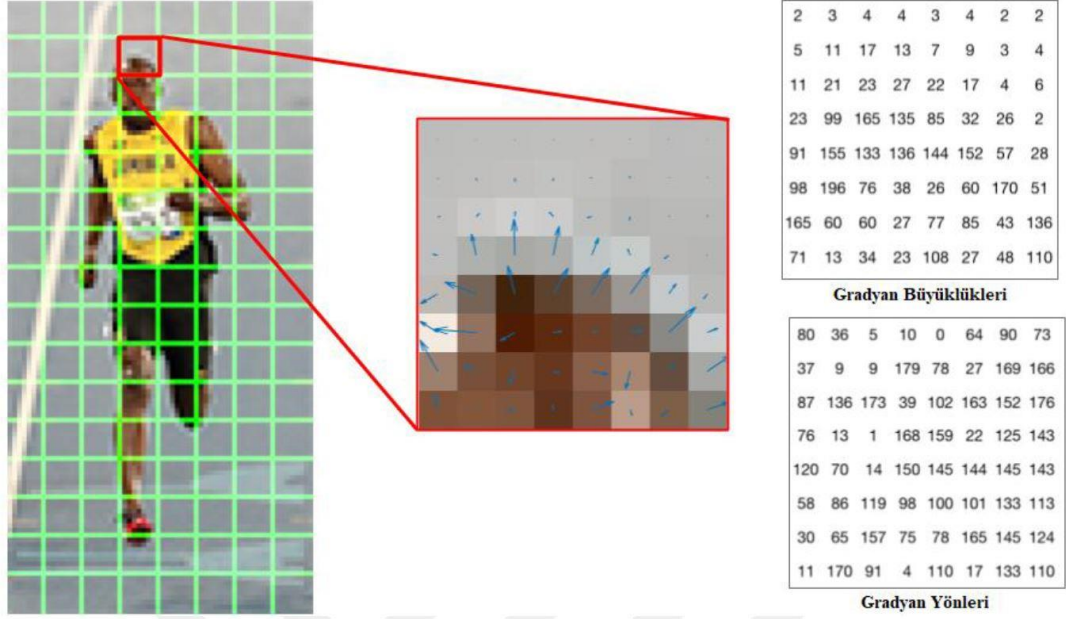 2 3 4 4 3 4 2 2
5 11 17 13 7 9 3 4
11 21 23 27 22 17 4 6
23 99 165 135 85 32 26 2
91 155 133 136 144 152 57 28
98 196 76 38 26 60 170 51
165 60 60 27 77 85 43 136
71 13 34 23 108 27 48 110
Gradyan Büyüklükleri
80 36 5 10 0 64 90 73
37 9 9 179 78 27 169 166
87 136 173 39 102 163 152 176
76 13 1 168 159 22 125 143
120 70 14 150 145 144 145 143
58 86 119 98 100 101 133 113
30 65 157 75 78 165 145 124
11 170 91 4 110 17 133 110
Gradyan Yönleri